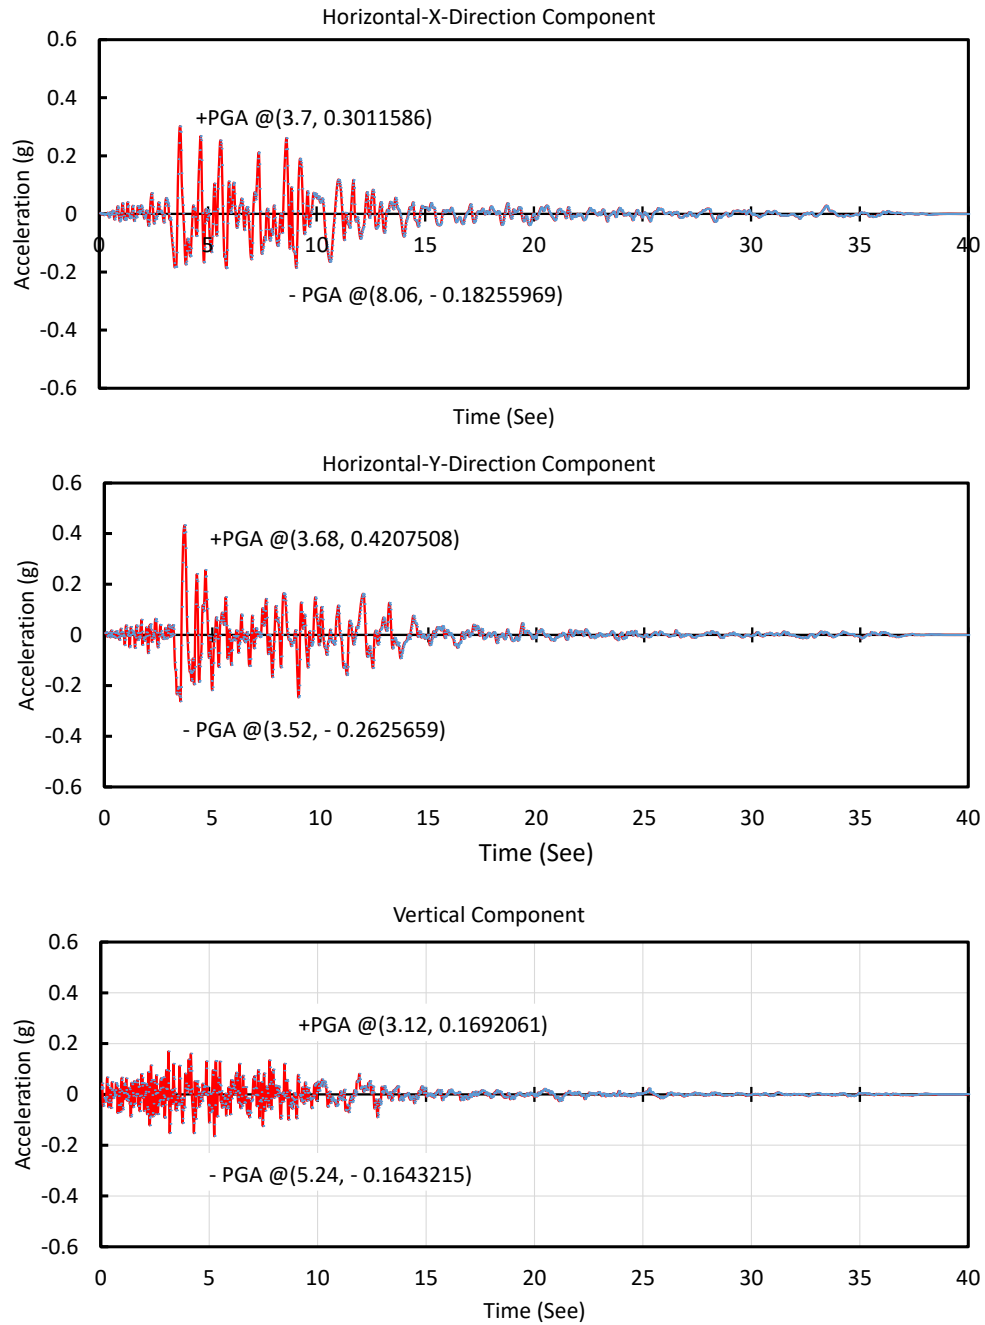 Horizontal-X-Direction Component
0.6
0.4
+PGA @(3.7, 0.3011586)
0.2
0
0 5 10 15 20 25 30 35 40
-0.2
- PGA @(8.06, - 0.18255969)
-0.4
-0.6
Acceleration (g)
Time (See)
Horizontal-Y-Direction Component
0.6
0.4
+PGA @(3.68, 0.4207508)
0.2
0
-0.2
- PGA @(3.52, - 0.2625659)
-0.4
-0.6
Acceleration (g)
0 5 10 15 20 25 30 35 40
Time (See)
Vertical Component
0.6
0.4
+PGA @(3.12, 0.1692061)
0.2
0
-0.2
- PGA @(5.24, - 0.1643215)
-0.4
-0.6
Acceleration (g)
0 5 10 15 20 25 30 35 40
Time (See)